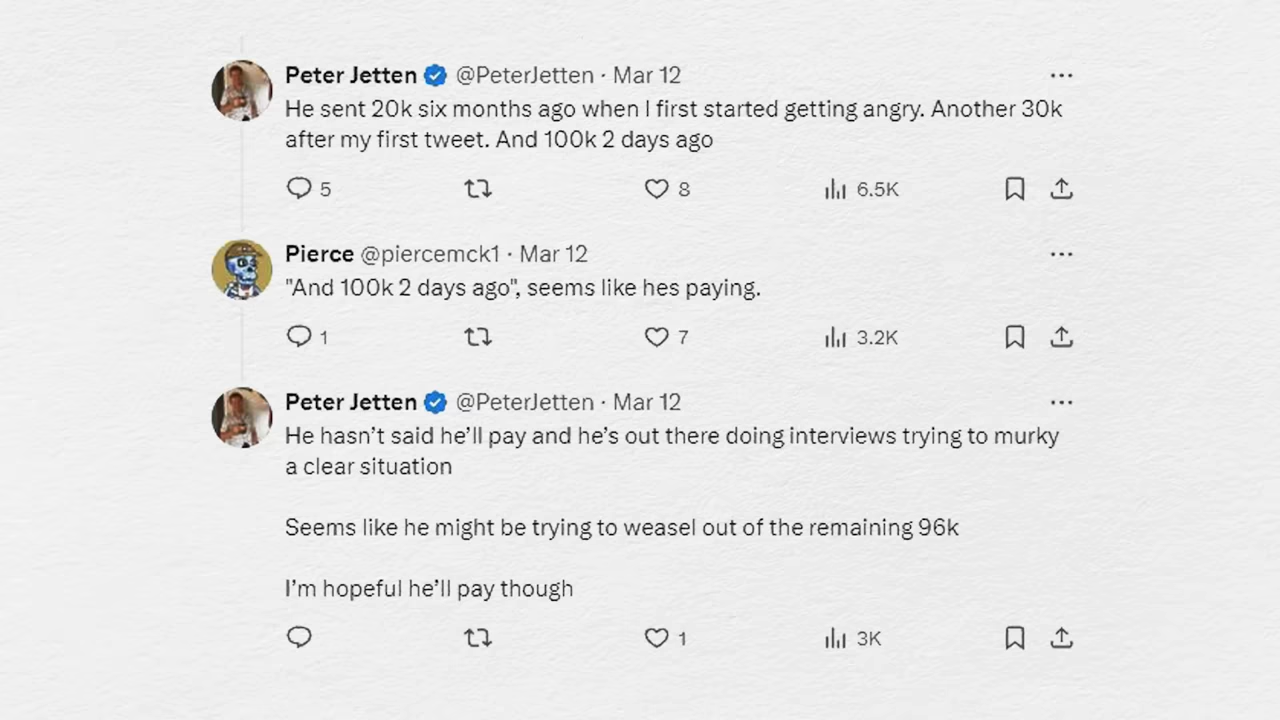 Peter Jetten @PeterJetten · Mar 12
He sent 20k six months ago when I first started getting angry. Another 30k
after my first tweet. And 100k 2 days ago
5 8 6.5K
Pierce @piercemck1 · Mar 12
"And 100k 2 days ago", seems like hes paying.
1 7 3.2K
Peter Jetten @PeterJetten · Mar 12
He hasn’t said he’ll pay and he’s out there doing interviews trying to murky
a clear situation
Seems like he might be trying to weasel out of the remaining 96k
I’m hopeful he’ll pay though
1 3K